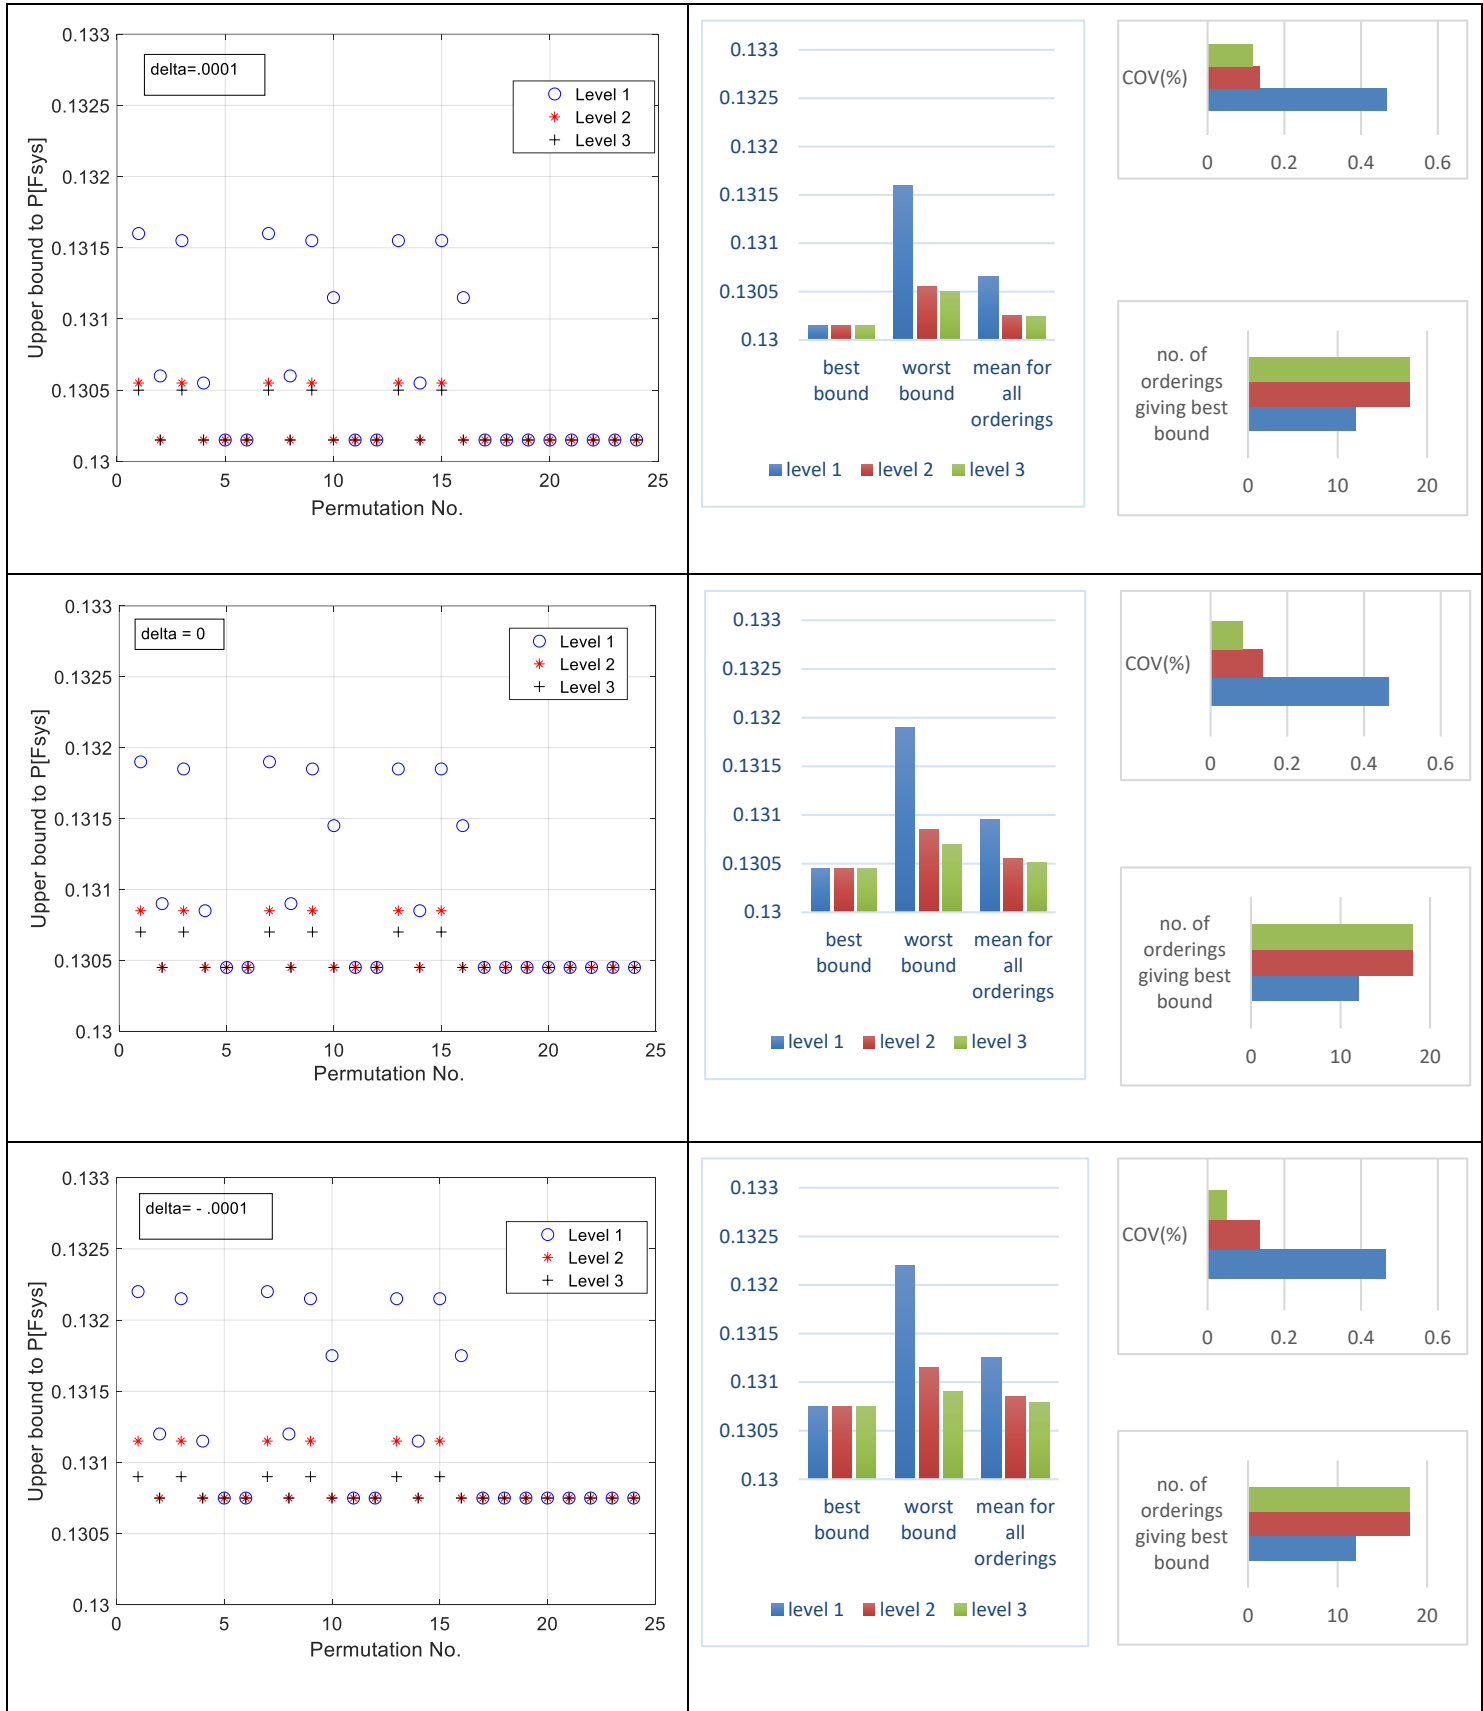 0.133
0.1325
0.132
0.1315
0.131
0.1305
0.13
Upper bound to P[Fsys]
delta=.0001
Level 1
Level 2
Level 3
0 5 10 15 20 25
Permutation No.
0.133
0.1325
0.132
0.1315
0.131
0.1305
0.13
best bound
worst bound
mean for all orderings
level 1 level 2 level 3
COV(%)
0 0.2 0.4 0.6
no. of
orderings
giving best
bound
0 10 20
0.133
0.1325
0.132
0.1315
0.131
0.1305
0.13
Upper bound to P[Fsys]
delta = 0
Level 1
Level 2
Level 3
0 5 10 15 20 25
Permutation No.
0.133
0.1325
0.132
0.1315
0.131
0.1305
0.13
best bound
worst bound
mean for all orderings
level 1 level 2 level 3
COV(%)
0 0.2 0.4 0.6
no. of
orderings
giving best
bound
0 10 20
0.133
0.1325
0.132
0.1315
0.131
0.1305
0.13
Upper bound to P[Fsys]
delta= - .0001
Level 1
Level 2
Level 3
0 5 10 15 20 25
Permutation No.
0.133
0.1325
0.132
0.1315
0.131
0.1305
0.13
best bound
worst bound
mean for all orderings
level 1 level 2 level 3
COV(%)
0 0.2 0.4 0.6
no. of
orderings
giving best
bound
0 10 20